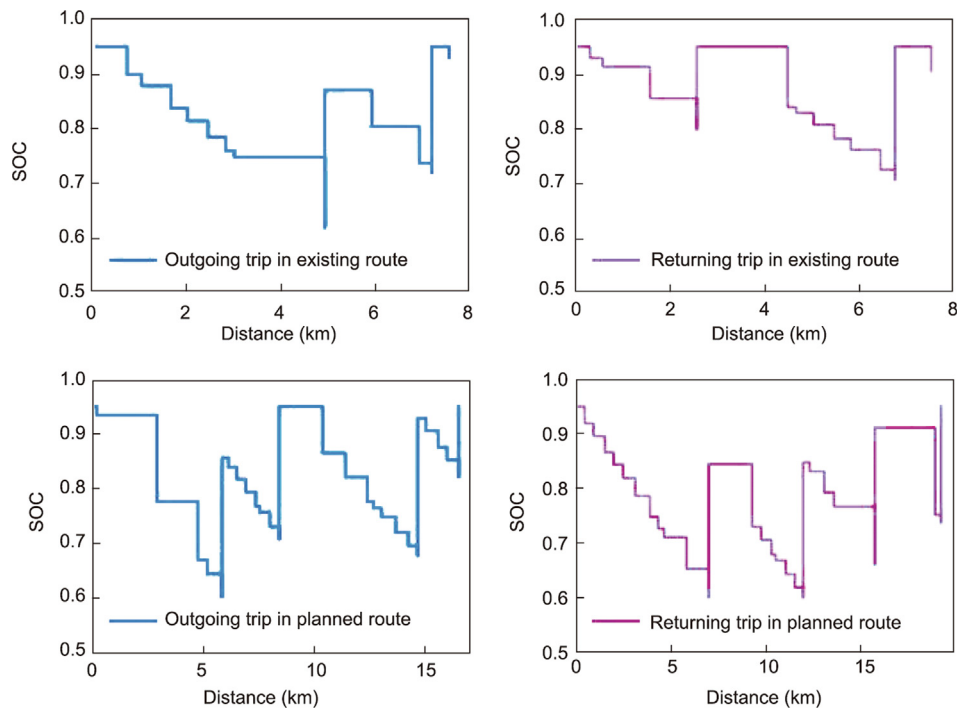 1.0
0.9
0.8
0.7
0.6
0.5
SOC
0 2 4 6 8
Distance (km)
Outgoing trip in existing route
1.0
0.9
0.8
0.7
0.6
0.5
SOC
0 2 4 6 8
Distance (km)
Returning trip in existing route
1.0
0.9
0.8
0.7
0.6
0.5
SOC
0 5 10 15
Distance (km)
Outgoing trip in planned route
1.0
0.9
0.8
0.7
0.6
0.5
SOC
0 5 10 15
Distance (km)
Returning trip in planned route